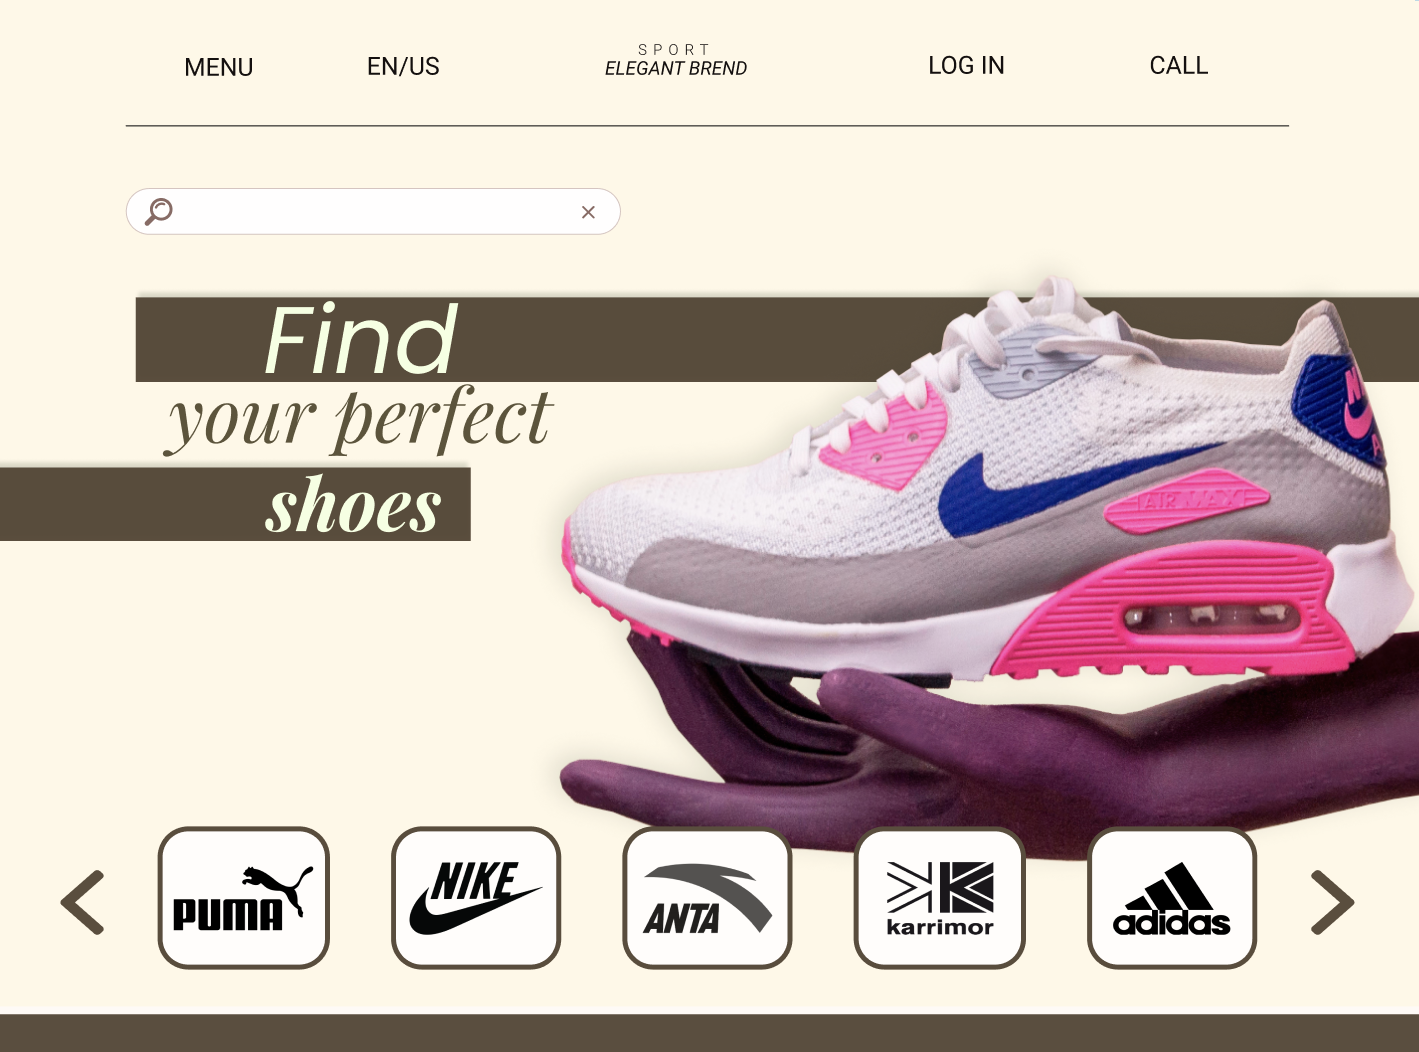 MENU
EN/US
SPORT
ELEGANT BREND
LOG IN
CALL
Find
your perfect
shoes
AIR MAX
PUMA
NIKE
ANTA
karrimor
adidas